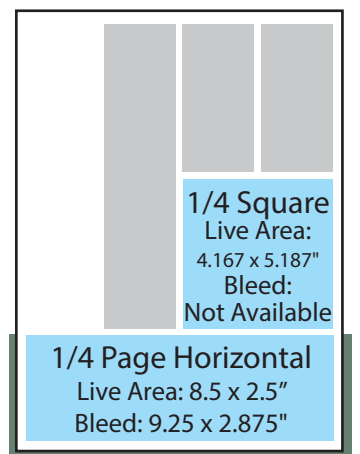 1/4 Square
Live Area:
4.167 x 5.187"
Bleed:
Not Available
1/4 Page Horizontal
Live Area: 8.5 x 2.5”
Bleed: 9.25 x 2.875"